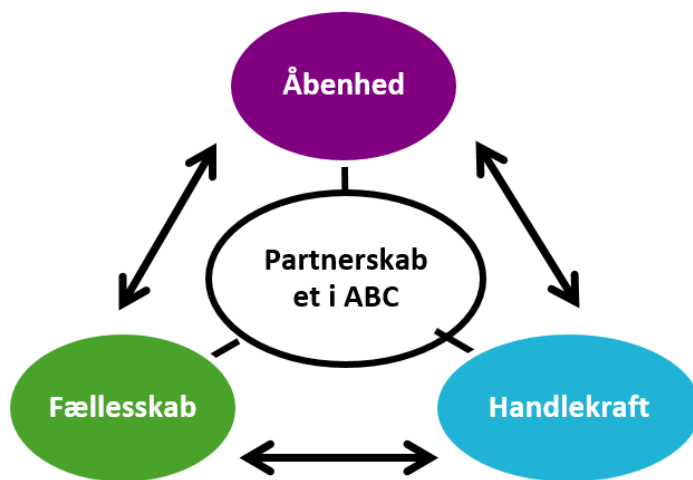 Åbenhed
Partnerskab
et i ABC
Fællesskab
Handlekraft